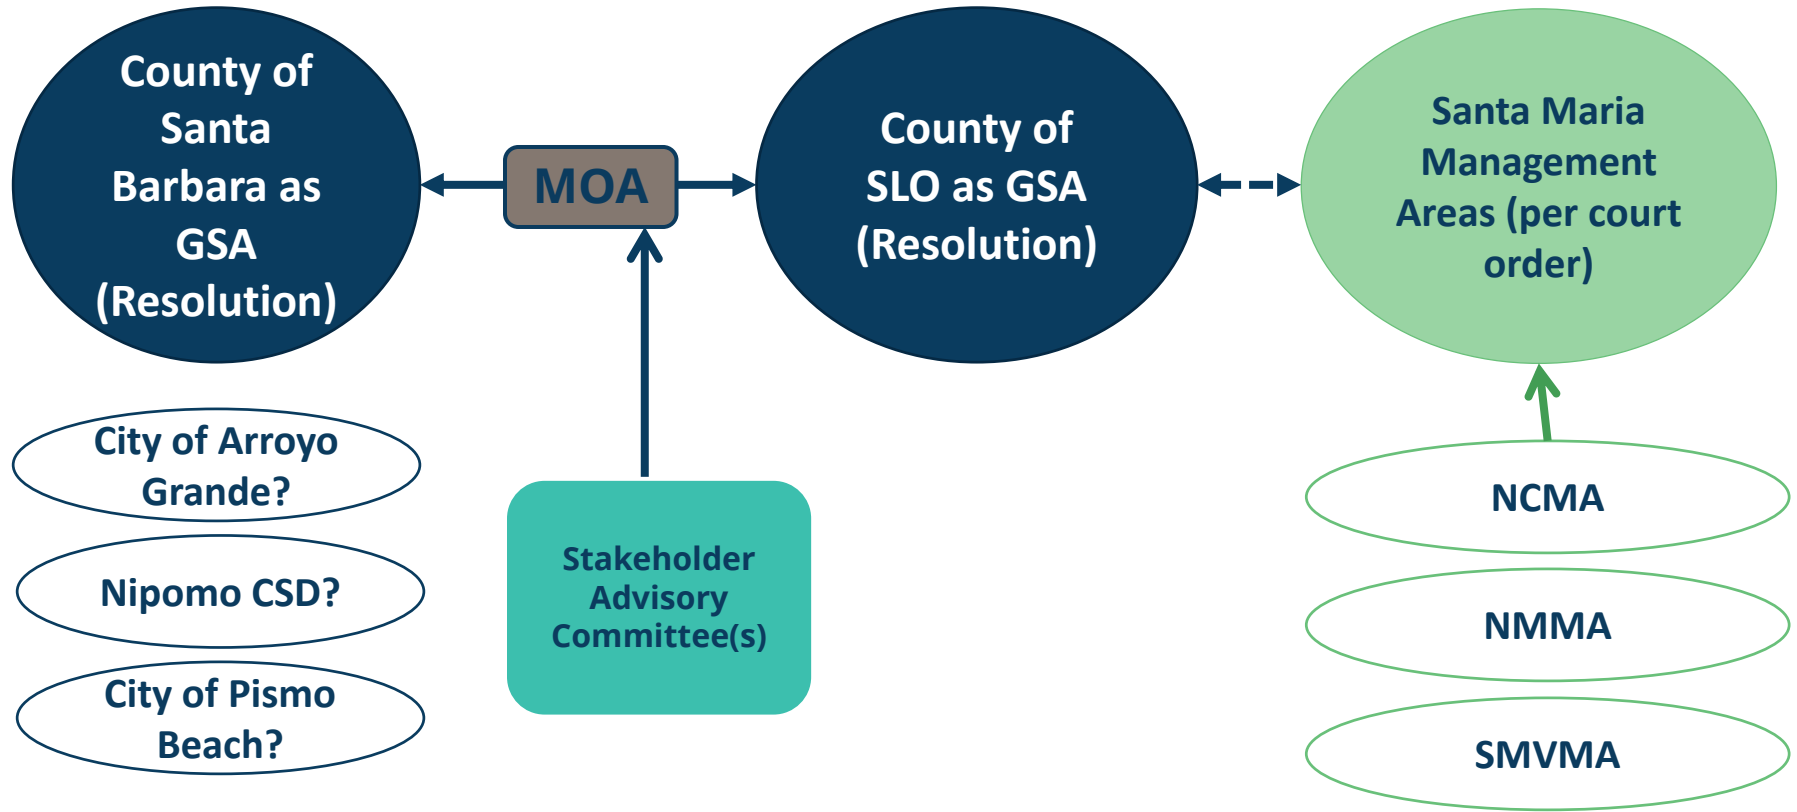 County of
Santa
Barbara as
GSA
(Resolution)
MOA
County of
SLO as GSA
(Resolution)
Santa Maria
Management
Areas (per court
order)
City of Arroyo
Grande?
Nipomo CSD?
City of Pismo
Beach?
Stakeholder
Advisory
Committee(s)
NCMA
NMMA
SMVMA